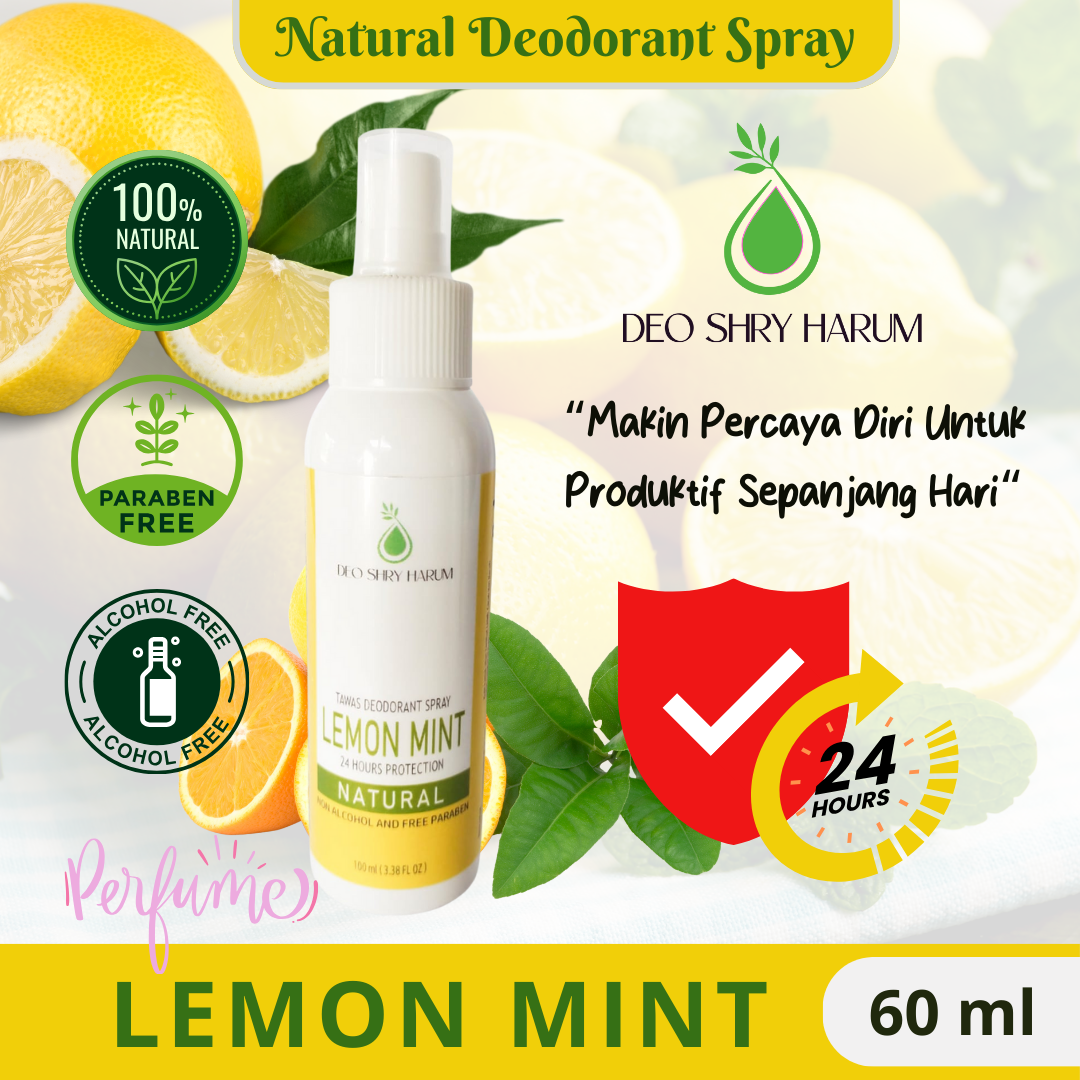 Natural Deodorant Spray
100%
NATURAL
PARABEN
FREE
ALCOHOL FREE
ALCOHOL FREE
DEO SHRY HARUM
“Makin Percaya Diri Untuk
Produktif Sepanjang Hari“
24
HOURS
DEO SHRY HARUM
TAWAS DEODORANT SPRAY
LEMON MINT
24 HOURS PROTECTION
NATURAL
NON ALCOHOL AND FREE PARABEN
100 ml ( 3.38 FL OZ )
Perfume
LEMON MINT
60 ml